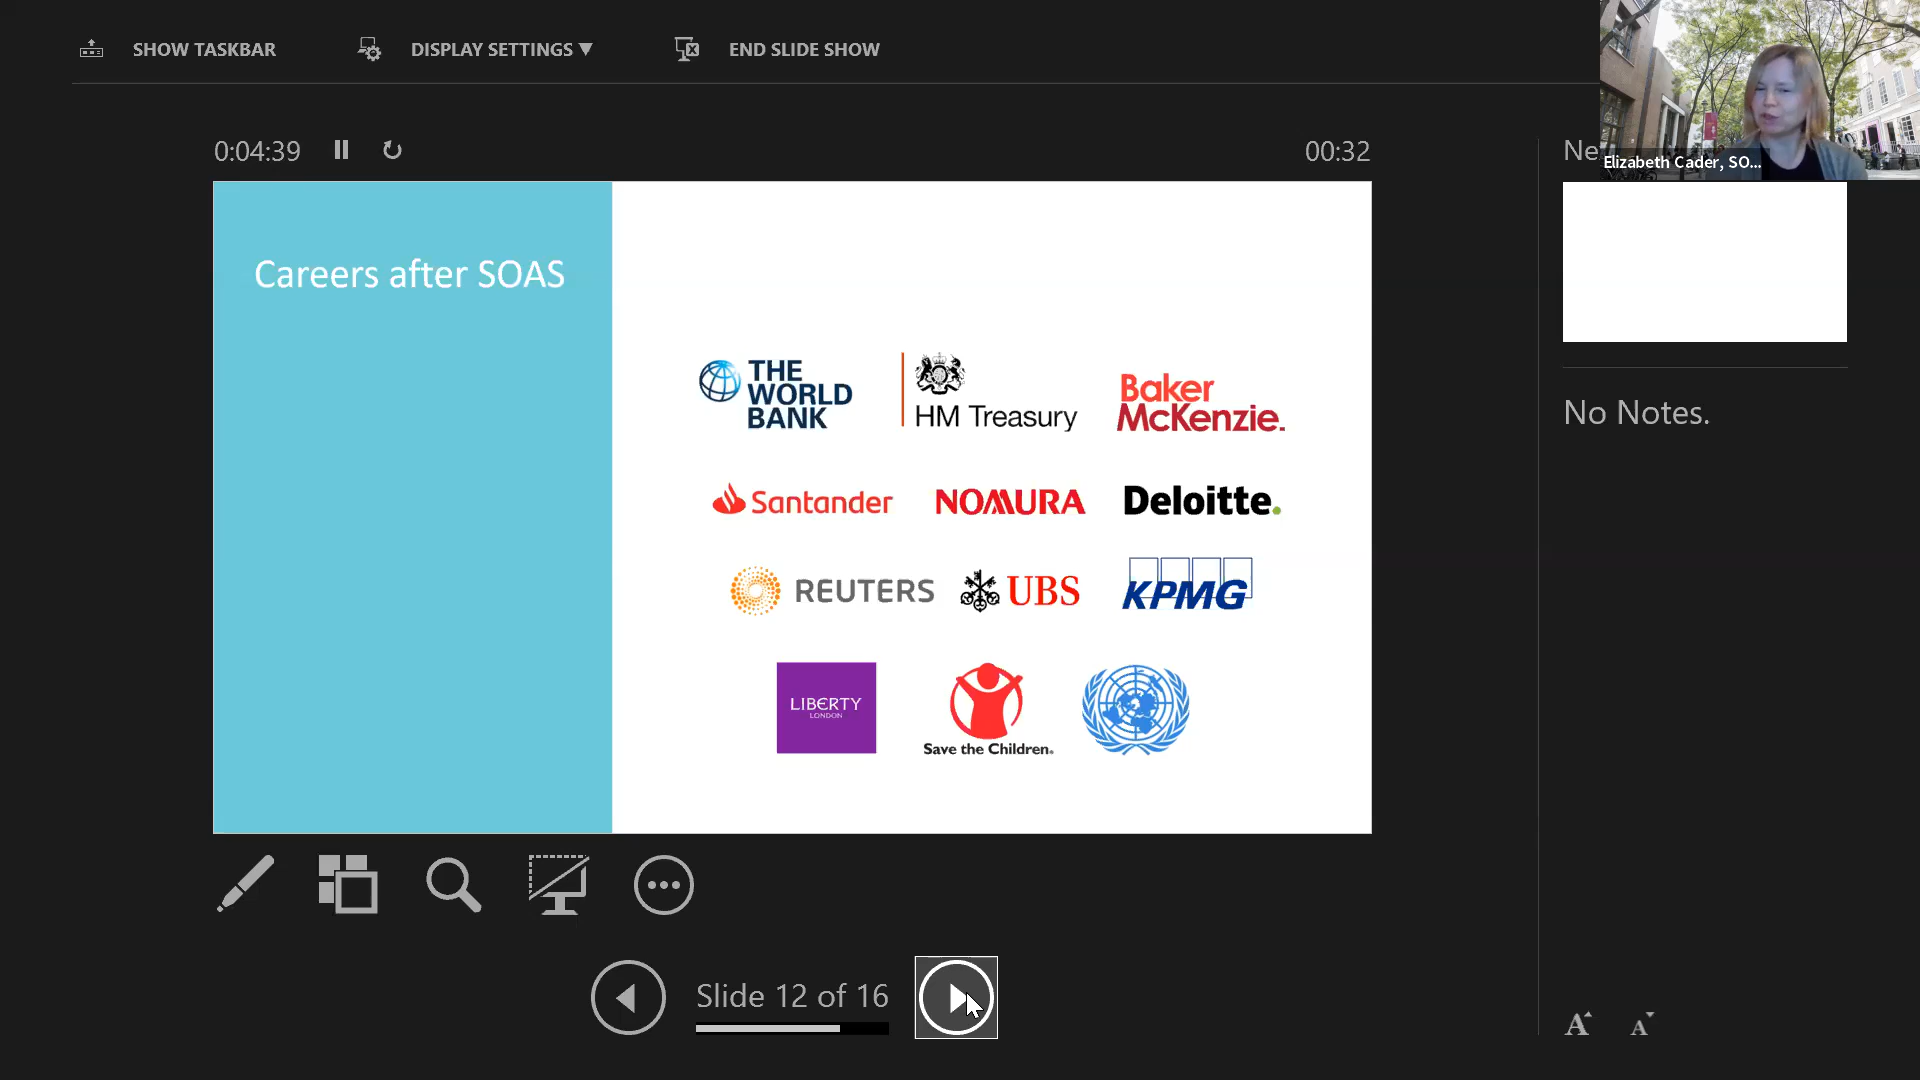 SHOW TASKBAR
DISPLAY SETTINGS ▼
END SLIDE SHOW
Elizabeth Cader, SO...
0:04:39
00:32
Ne
Careers after SOAS
THE
WORLD
BANK
HM Treasury
Baker
McKenzie.
Santander
NOMURA
Deloitte.
REUTERS
UBS
KPMG
LIBERTY
LONDON
Save the Children®
No Notes.
Slide 12 of 16
A
A